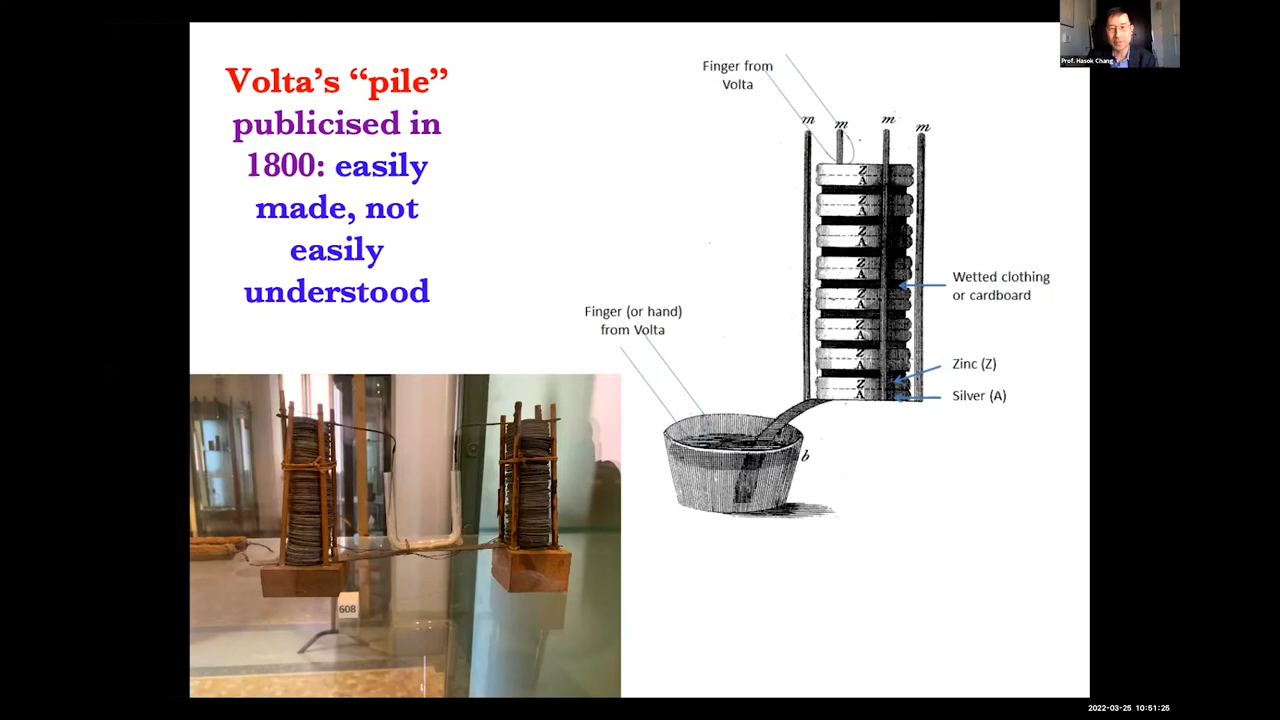 Volta’s “pile”
publicised in
1800: easily
made, not
easily
understood
Finger from
Volta
m
m
m
m
Z
A
Z
A
Z
A
Z
A
Z
A
Z
A
Z
A
Z
A
Wetted clothing
or cardboard
Finger (or hand)
from Volta
Zinc (Z)
Silver (A)
b
608
Prof. Hasok Chang
2022-03-25 10:51:25